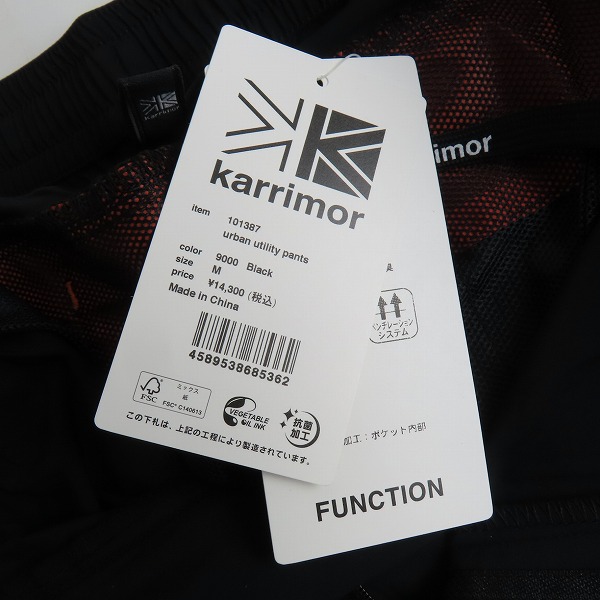 karrimor
karrimor
imor
item 101387
urban utility pants
color 9000 Black
size M
price ¥14,300 (税込)
Made in China
4589538685362
FSC
ミックス
紙
FSC® C140613
VEGETABLE
OIL INK
抗菌
加工
この下札は、上記の工程により製造されています。
足
ンチレーション
システム
加工：ポケット内部
FUNCTION